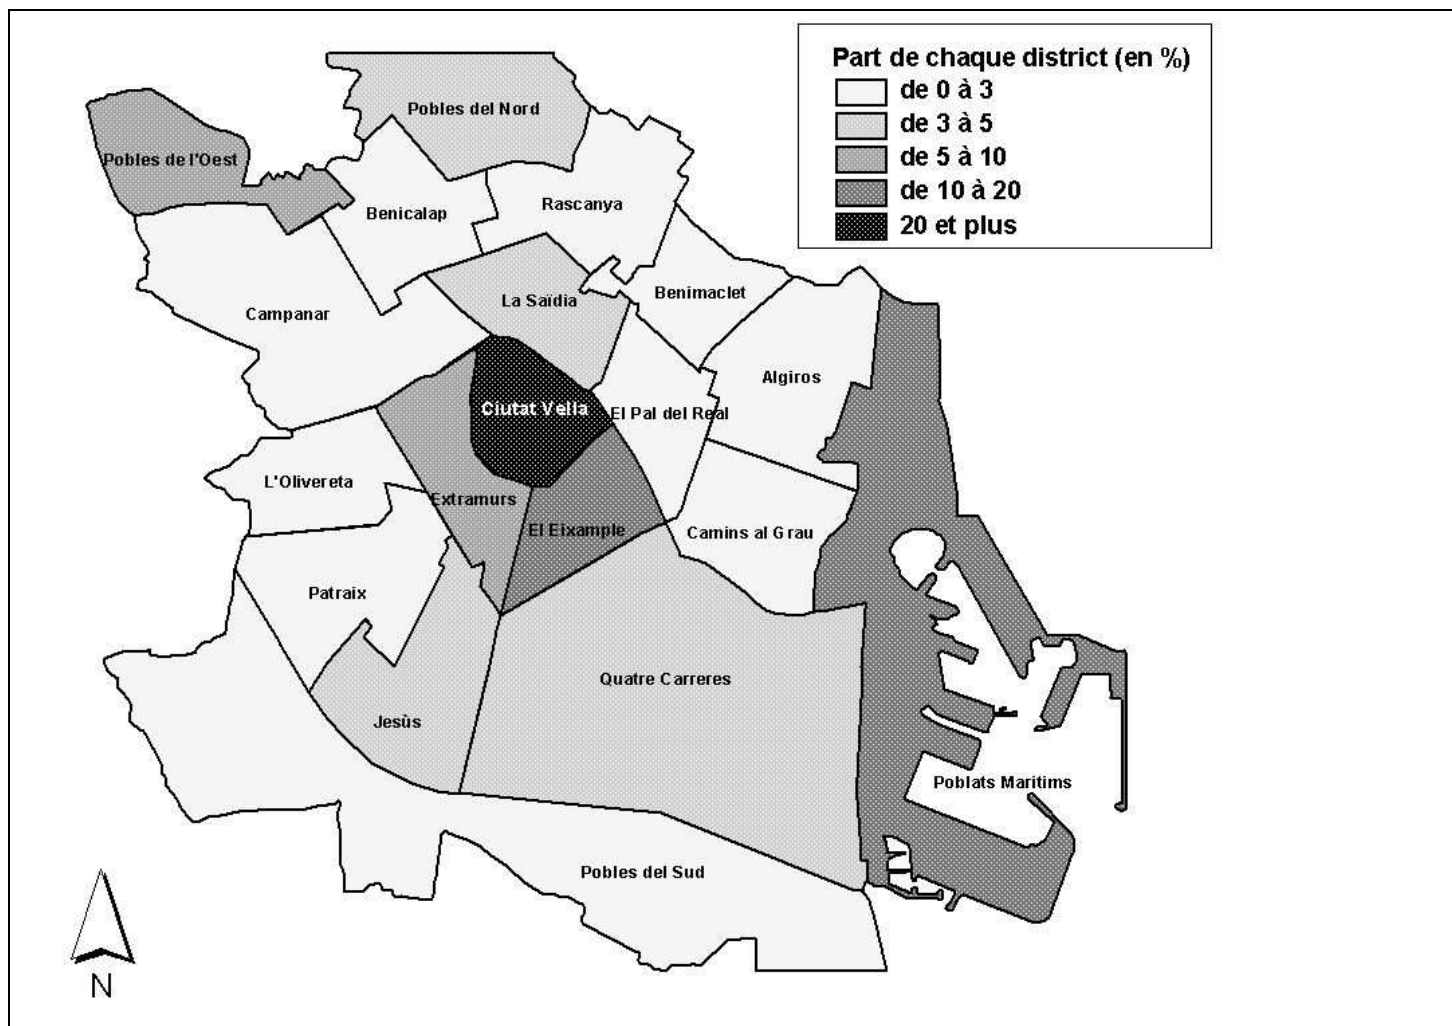 Part de chaque district (en %)
de 0 à 3
de 3 à 5
de 5 à 10
de 10 à 20
20 et plus
Pobles del Nord
Pobles de l'Oest
Benicalap
Rascanya
Benimaclet
La Saïdia
Campanar
Algiros
Ciutat Vella
El Pal del Real
L'Olivereta
Extramurs
El Eixample
Camins al Grau
Patraix
Quatre Carreres
Jesùs
Poblats Maritims
Pobles del Sud
N